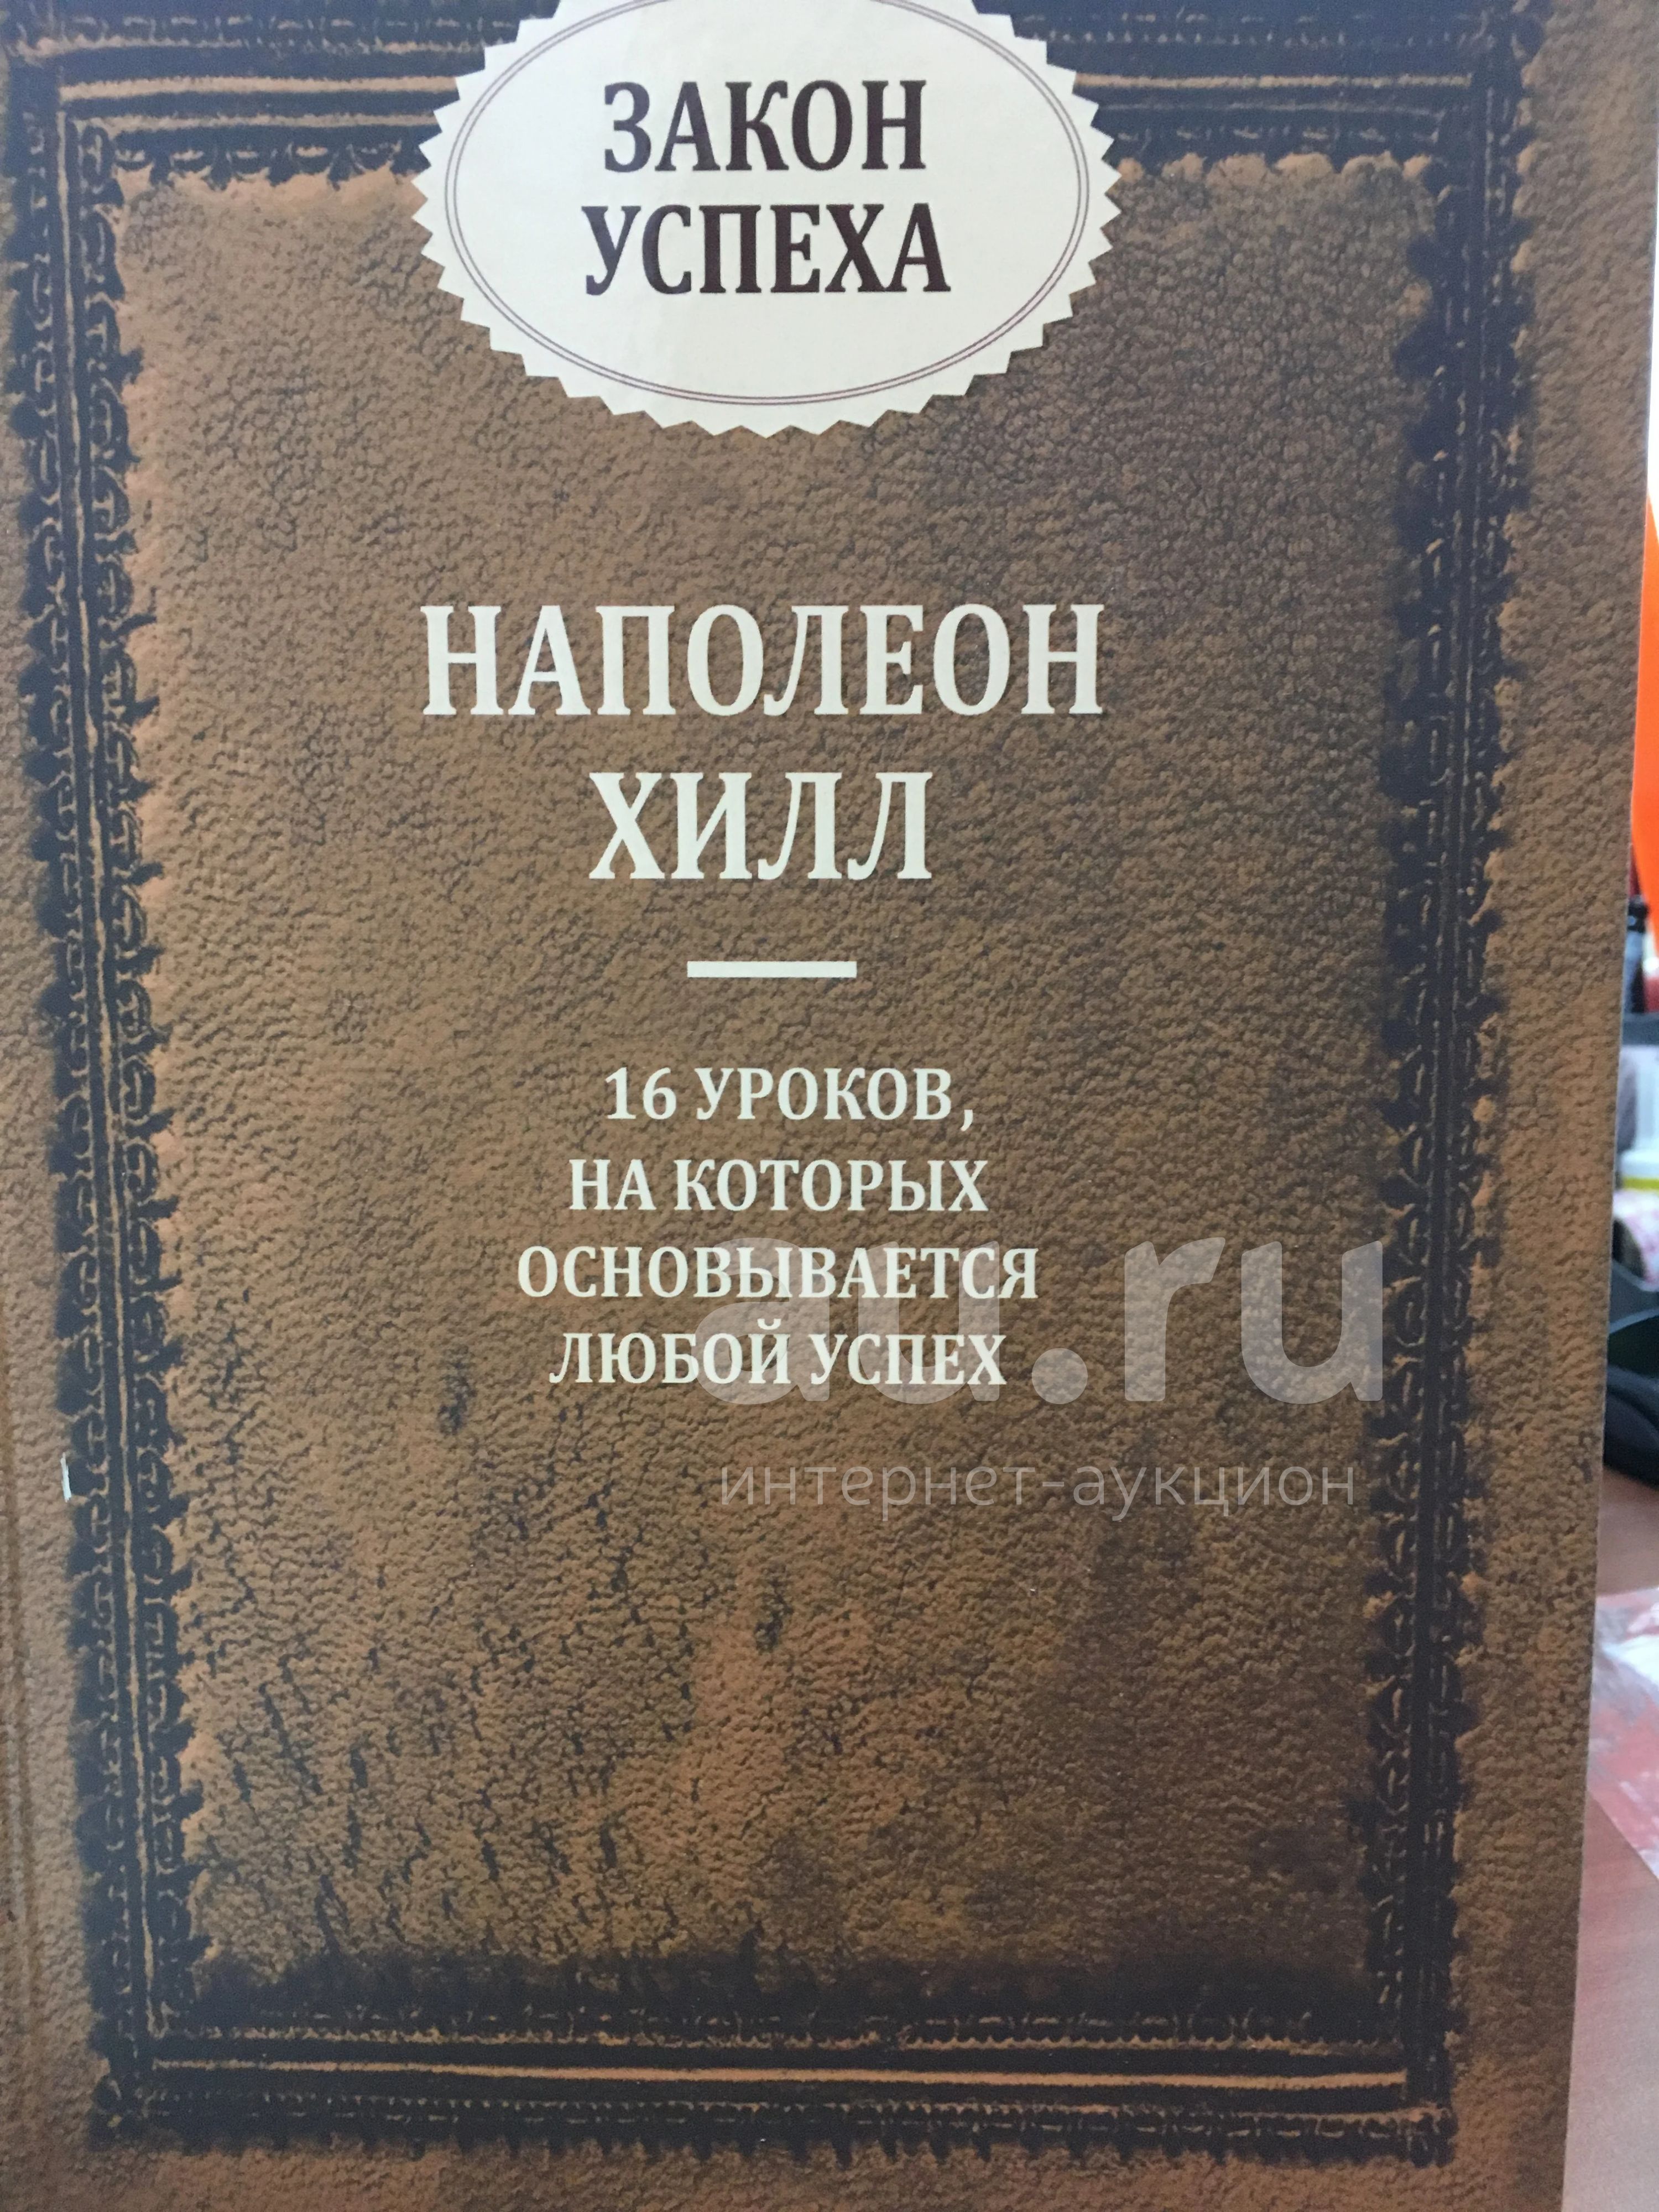 ЗАКОН
УСПЕХА
НАПОЛЕОН
ХИЛЛ
16 УРОКОВ,
НА КОТОРЫХ
ОСНОВЫВАЕТСЯ
ЛЮБОЙ УСПЕХ
au.ru
интернет-аукцион